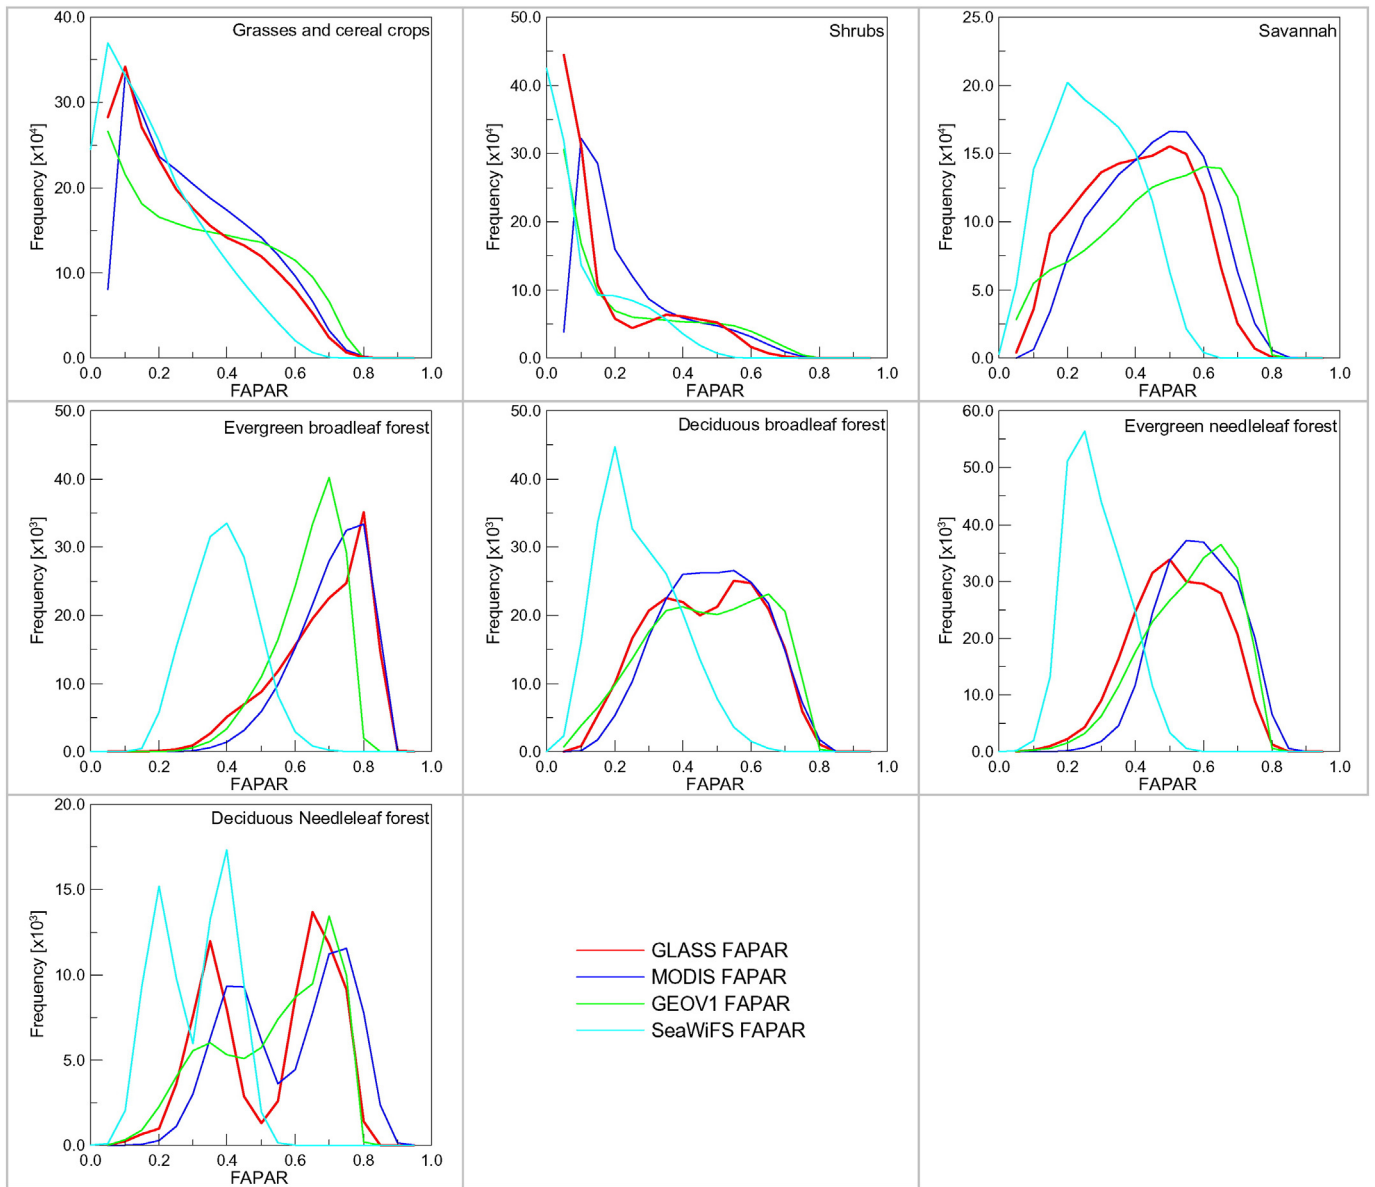 Grasses and cereal crops
Frequency [x10⁴]
40.0
30.0
20.0
10.0
0.0
0.0 0.2 0.4 0.6 0.8 1.0
FAPAR
Shrubs
Frequency [x10⁴]
50.0
40.0
30.0
20.0
10.0
0.0
0.0 0.2 0.4 0.6 0.8 1.0
FAPAR
Savannah
Frequency [x10⁴]
25.0
20.0
15.0
10.0
5.0
0.0
0.0 0.2 0.4 0.6 0.8 1.0
FAPAR
Evergreen broadleaf forest
Frequency [x10³]
50.0
40.0
30.0
20.0
10.0
0.0
0.0 0.2 0.4 0.6 0.8 1.0
FAPAR
Deciduous broadleaf forest
Frequency [x10³]
50.0
40.0
30.0
20.0
10.0
0.0
0.0 0.2 0.4 0.6 0.8 1.0
FAPAR
Evergreen needleleaf forest
Frequency [x10³]
60.0
50.0
40.0
30.0
20.0
10.0
0.0
0.0 0.2 0.4 0.6 0.8 1.0
FAPAR
Deciduous Needleleaf forest
Frequency [x10³]
20.0
15.0
10.0
5.0
0.0
0.0 0.2 0.4 0.6 0.8 1.0
FAPAR
GLASS FAPAR
MODIS FAPAR
GEOV1 FAPAR
SeaWiFS FAPAR